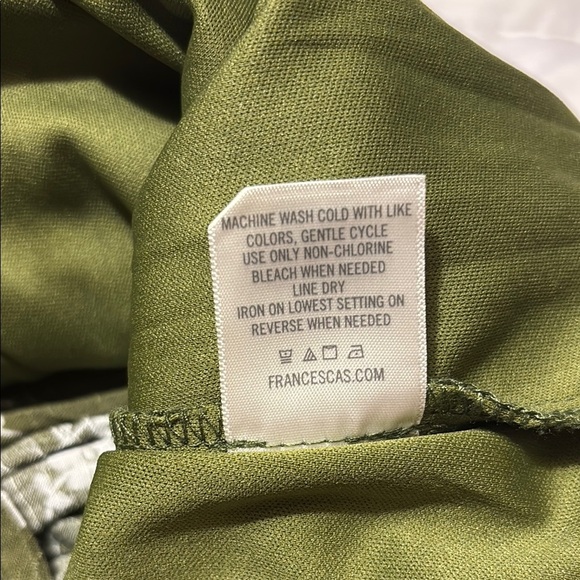 MACHINE WASH COLD WITH LIKE
COLORS, GENTLE CYCLE
USE ONLY NON-CHLORINE
BLEACH WHEN NEEDED
LINE DRY
IRON ON LOWEST SETTING ON
REVERSE WHEN NEEDED
FRANCESCAS.COM